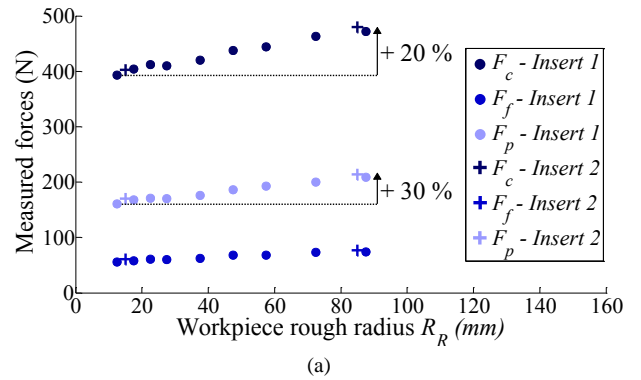 500
400
300
200
100
0
Measured forces (N)
+ 20 %
+ 30 %
F_c - Insert 1
F_f - Insert 1
F_p - Insert 1
F_c - Insert 2
F_f - Insert 2
F_p - Insert 2
0 20 40 60 80 100 120 140 160
Workpiece rough radius R_R (mm)
(a)